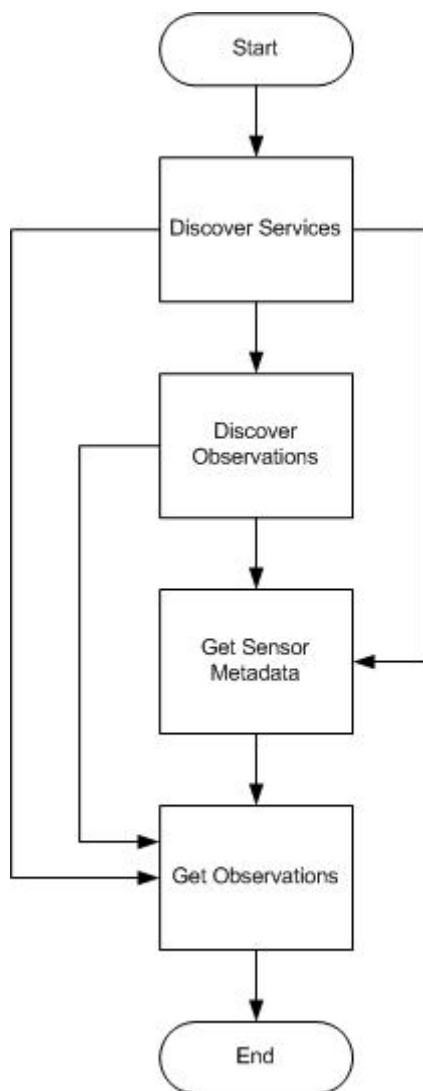 Start
Discover Services
Discover
Observations
Get Sensor
Metadata
Get Observations
End